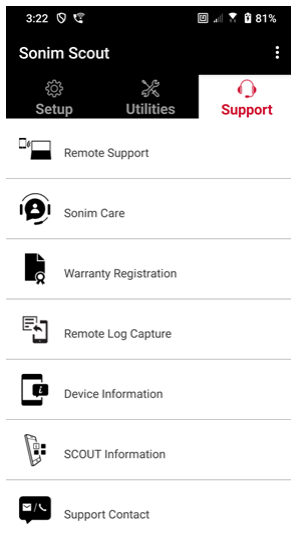 3:22 81%
Sonim Scout
Setup Utilities Support
Remote Support
Sonim Care
Warranty Registration
Remote Log Capture
Device Information
SCOUT Information
Support Contact